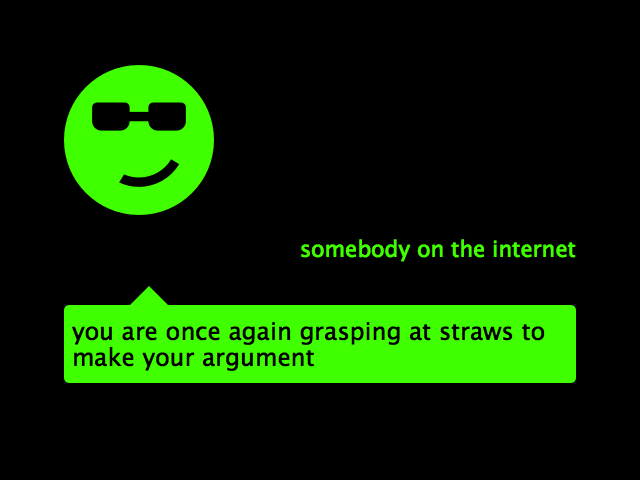 somebody on the internet
you are once again grasping at straws to
make your argument